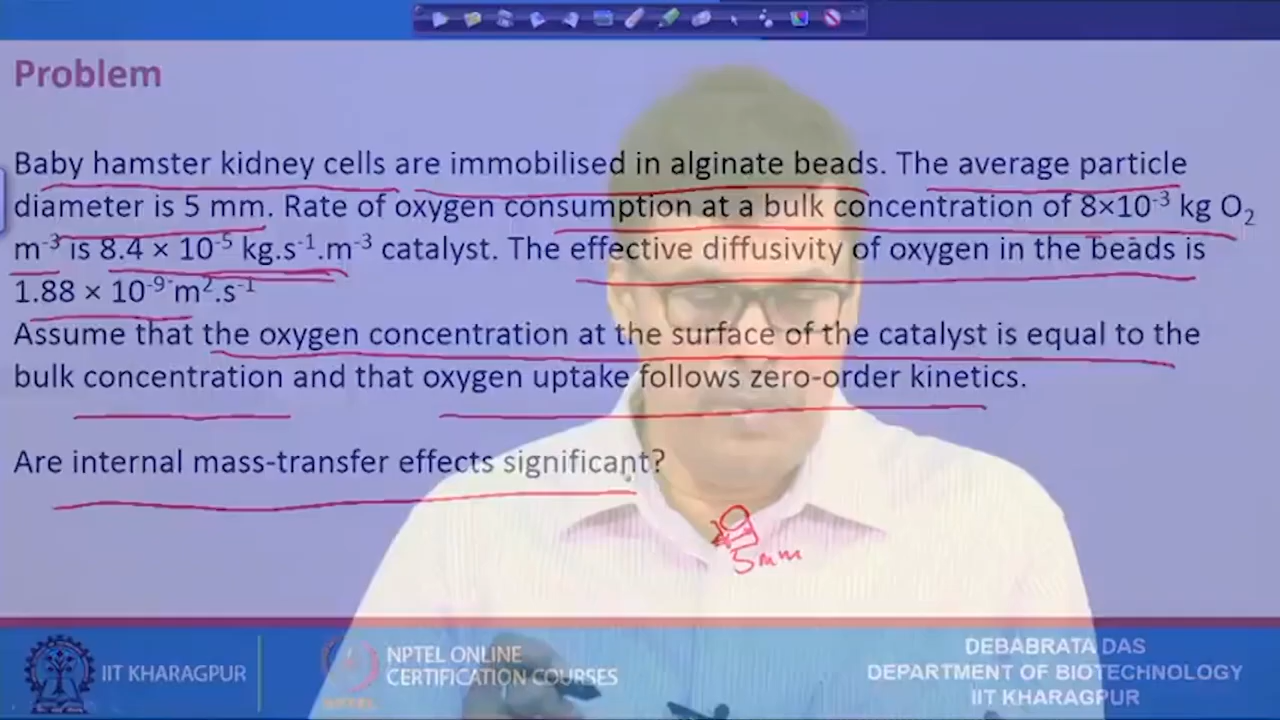 Problem
Baby hamster kidney cells are immobilised in alginate beads. The average particle
diameter is 5 mm. Rate of oxygen consumption at a bulk concentration of 8×10⁻³ kg O₂
m⁻³ is 8.4 × 10⁻⁵ kg.s⁻¹.m⁻³ catalyst. The effective diffusivity of oxygen in the beads is
1.88 × 10⁻⁹ m².s⁻¹
Assume that the oxygen concentration at the surface of the catalyst is equal to the
bulk concentration and that oxygen uptake follows zero-order kinetics.
Are internal mass-transfer effects significant?
5mm
IIT KHARAGPUR
NPTEL ONLINE
CERTIFICATION COURSES
NPTEL
DEBABRATA DAS
DEPARTMENT OF BIOTECHNOLOGY
IIT KHARAGPUR